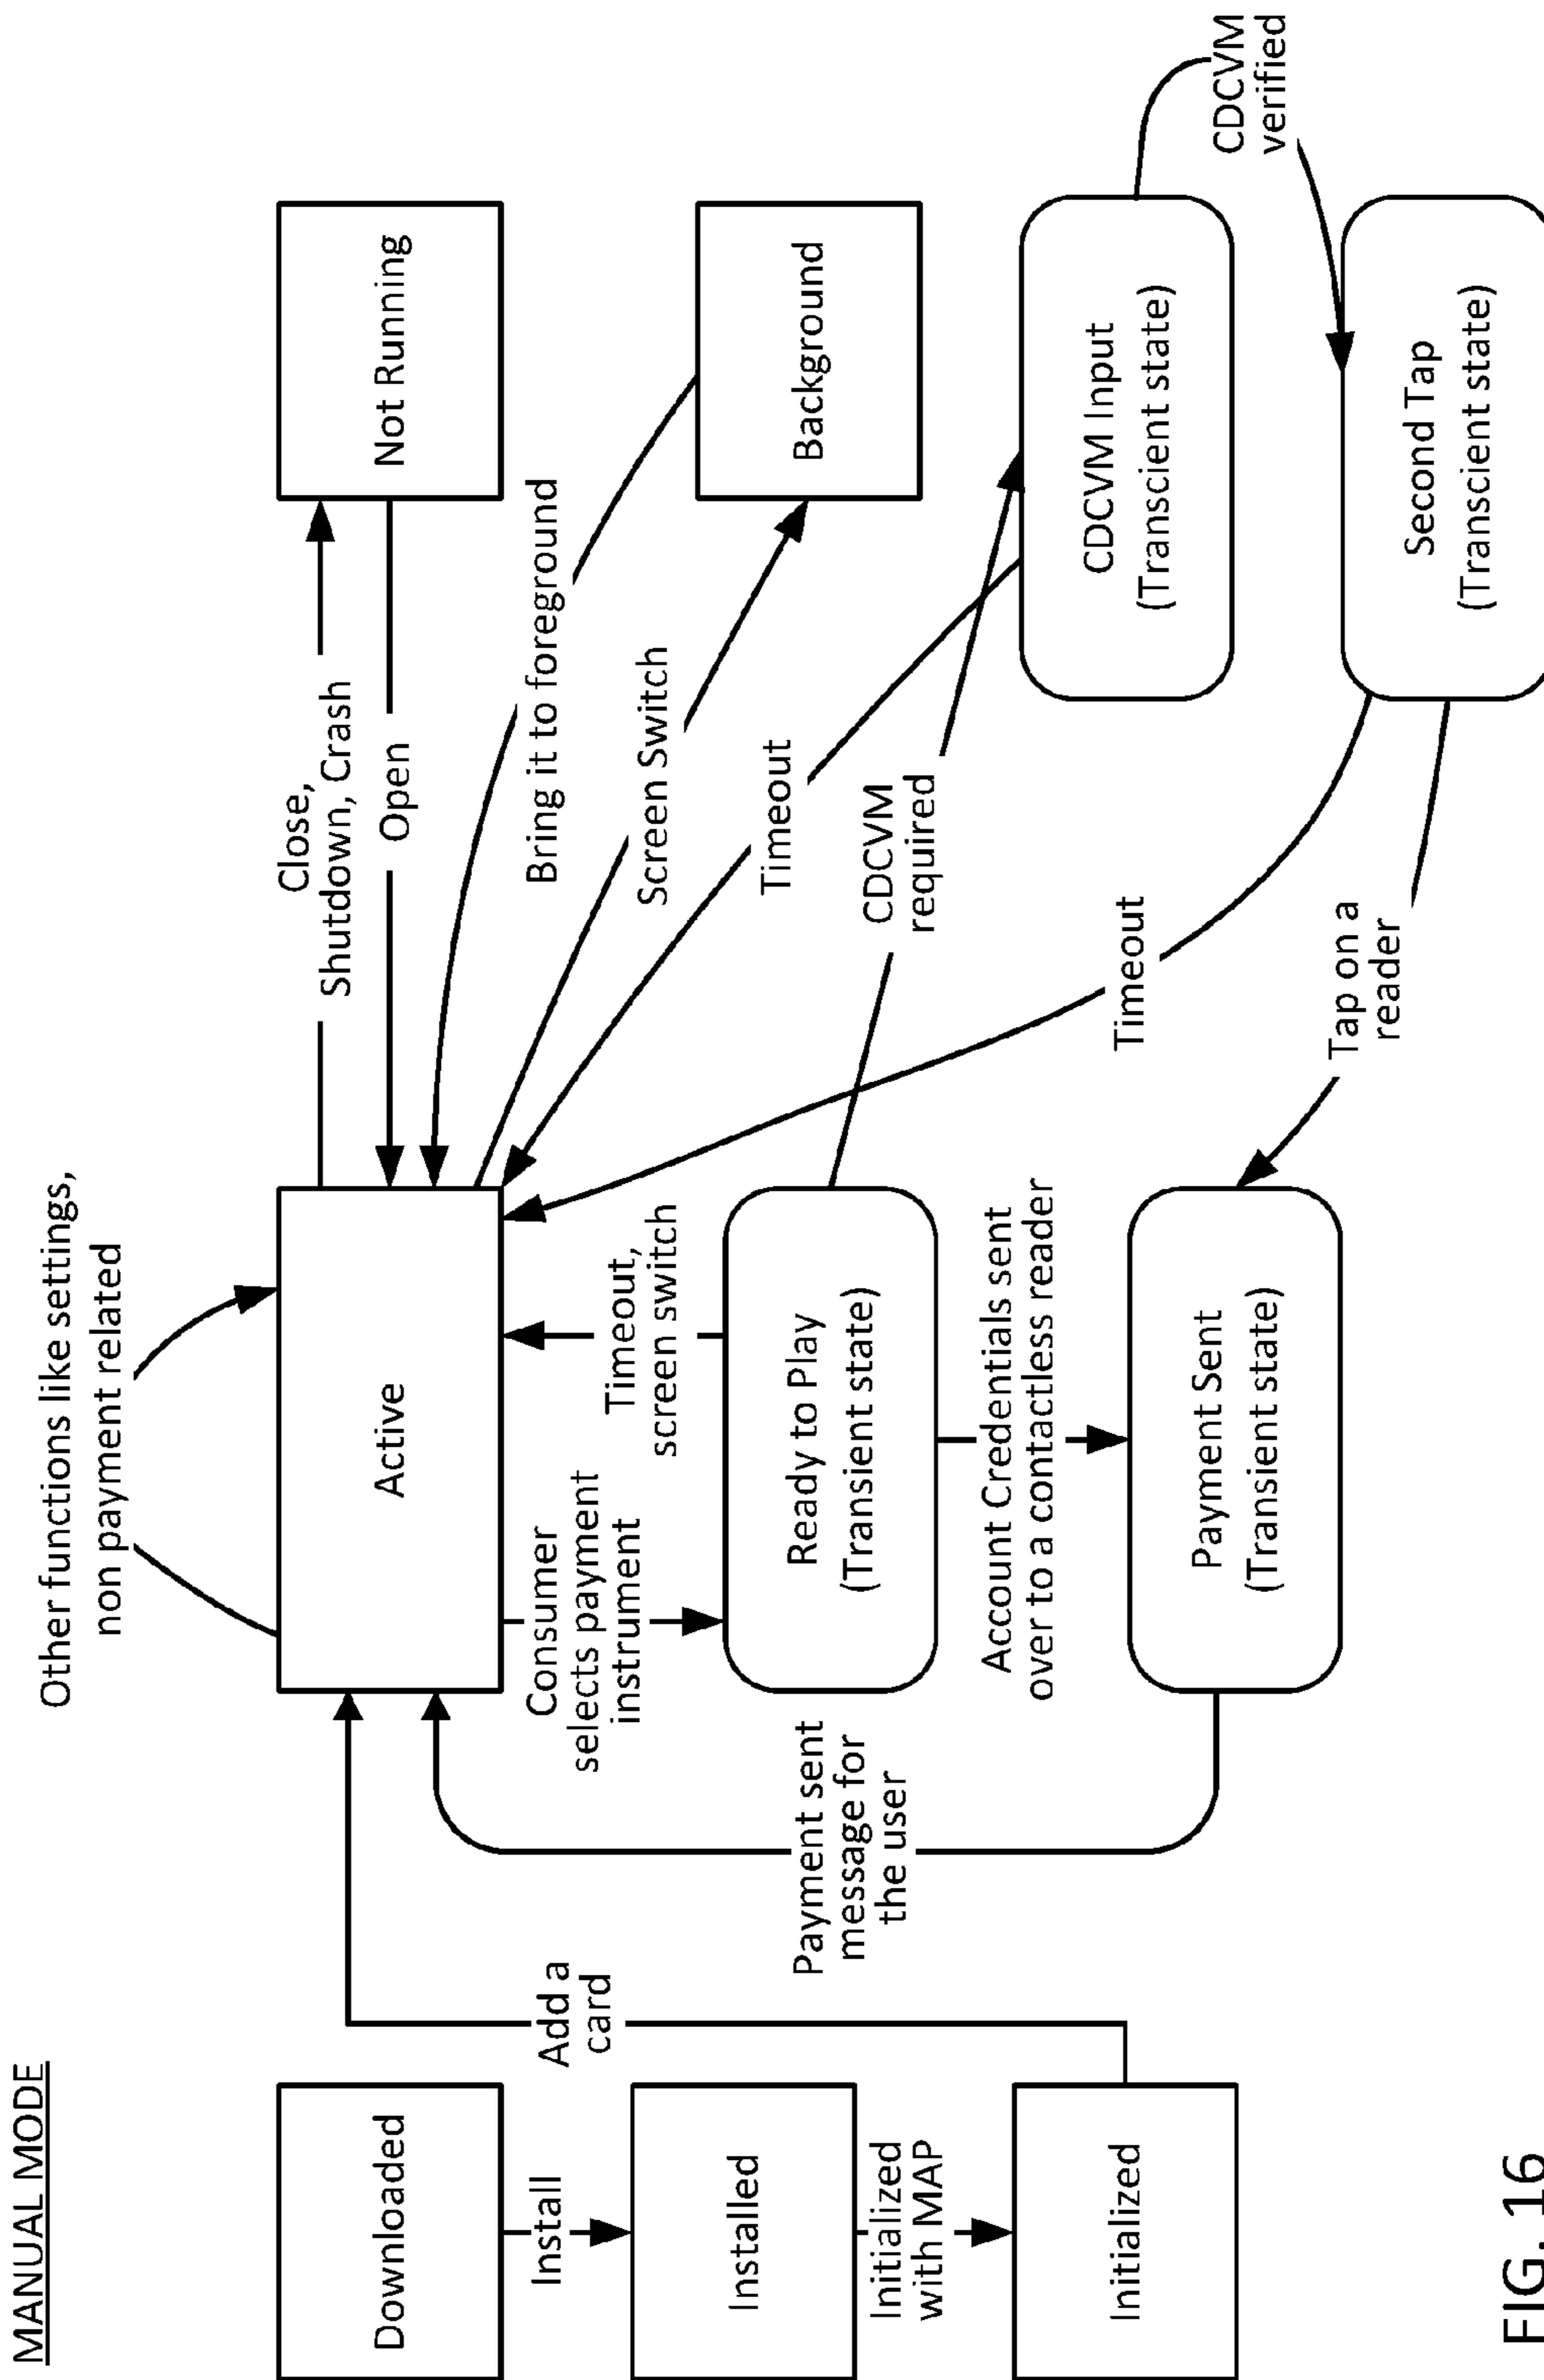 MANUAL MODE
Other functions like settings,
non payment related
Downloaded
Install
Installed
Initialized
with MAP
Initialized
Add a
card
Active
Close,
Shutdown, Crash
Open
Not Running
Bring it to foreground
Screen Switch
Background
Consumer
selects payment
instrument
Timeout,
screen switch
Timeout
CDCVM
required
Payment sent
message for
the user
Ready to Play
(Transient state)
CDCVM Input
(Transcient state)
CDCVM
verified
Account Credentials sent
over to a contactless reader
Timeout
Payment Sent
(Transient state)
Tap on a
reader
Second Tap
(Transcient state)
FIG. 16